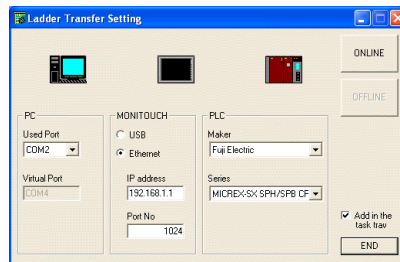 Ladder Transfer Setting
ONLINE
OFFLINE
PC
Used Port
COM2
Virtual Port
COM4
MONITOUCH
USB
Ethernet
IP address
192.168.1.1
Port No
1024
PLC
Maker
Fuji Electric
Series
MICREX-SX SPH/SPB CF
Add in the
task tray
END